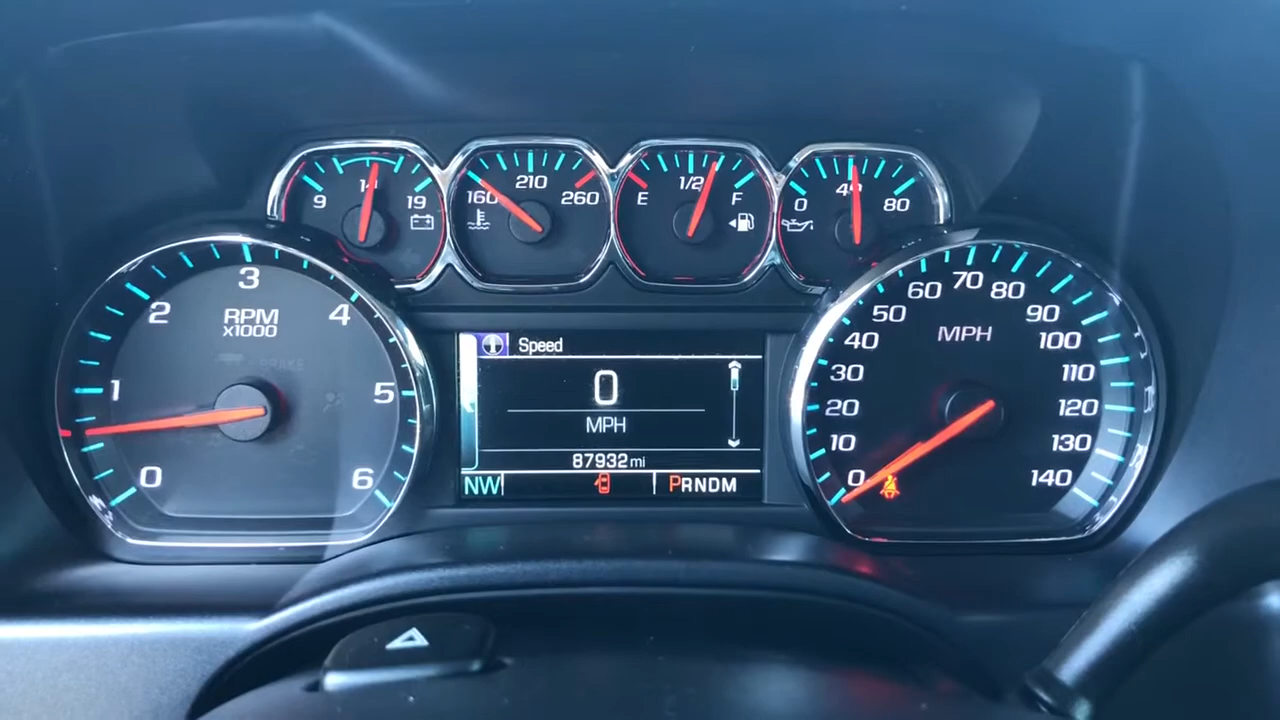 9 14 19
160 210 260
E 1/2 F
0 40 80
0 1 2 3 4 5 6
RPM
x1000
BRAKE
Speed
0
MPH
87932 mi
NW
PRNDM
0 10 20 30 40 50 60 70 80 90 100 110 120 130 140
MPH